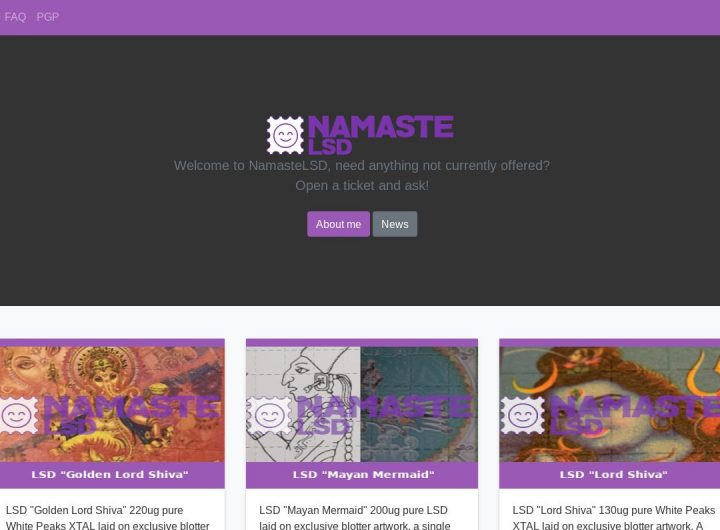 FAQ PGP
NAMASTE
LSD
Welcome to NamasteLSD, need anything not currently offered?
Open a ticket and ask!
About me News
NAMASTE
LSD
LSD "Golden Lord Shiva"
LSD "Golden Lord Shiva" 220ug pure
White Peaks XTAL laid on exclusive blotter
NAMASTE
LSD
LSD "Mayan Mermaid"
LSD "Mayan Mermaid" 200ug pure LSD
laid on exclusive blotter artwork, a single
NAMASTE
LSD
LSD "Lord Shiva"
LSD "Lord Shiva" 130ug pure White Peaks
XTAL laid on exclusive blotter artwork. A